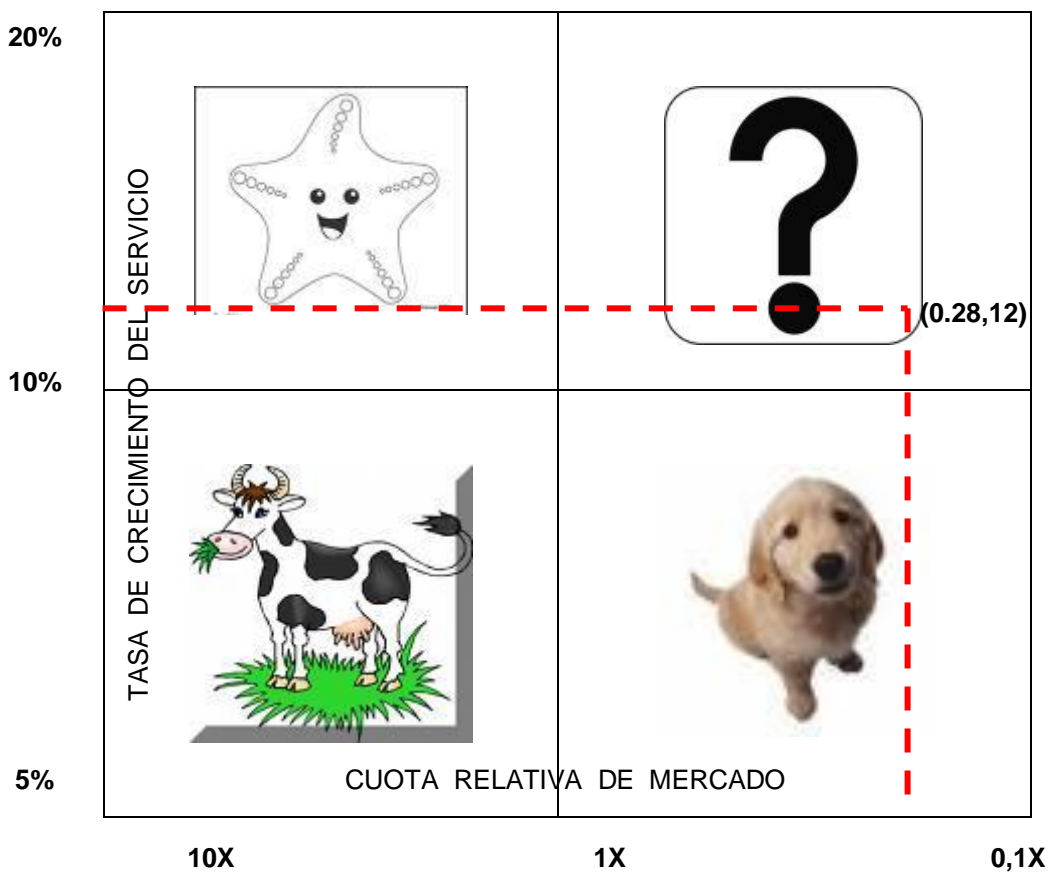 20%
TASA DE CRECIMIENTO DEL SERVICIO
?
(0.28,12)
10%
5%
CUOTA RELATIVA DE MERCADO
10X
1X
0,1X